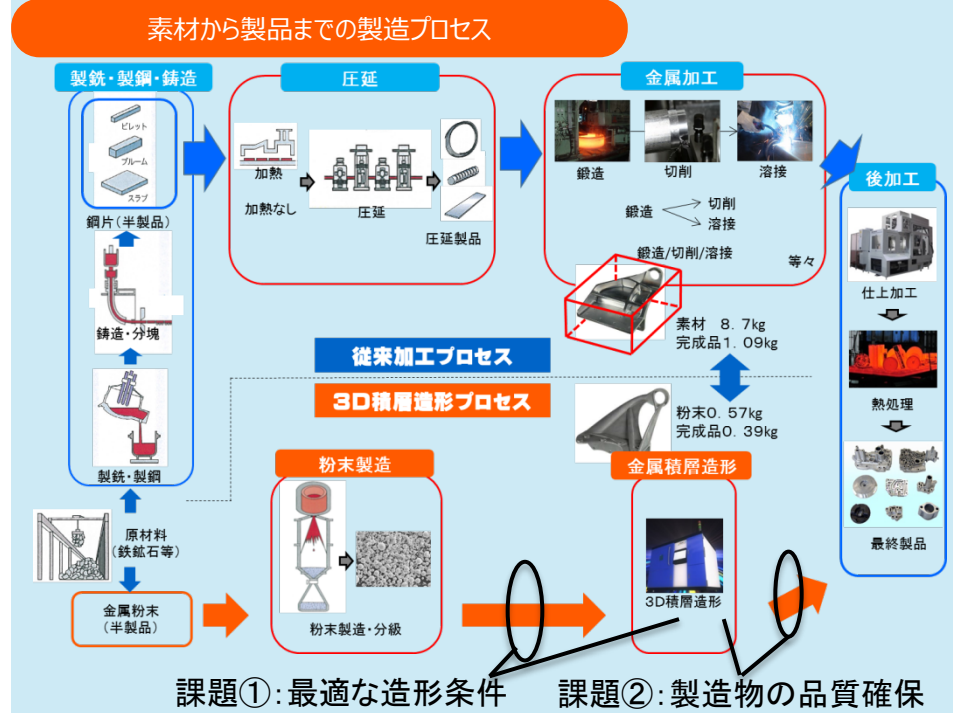 素材から製品までの製造プロセス
製銑・製鋼・鋳造
ビレット
ブルーム
スラブ
鋼片(半製品)
鋳造・分塊
製銑・製鋼
原材料
(鉄鉱石等)
圧延
加熱
加熱なし
圧延
圧延製品
金属加工
鍛造
切削
溶接
鍛造
切削
溶接
鍛造/切削/溶接
等々
素材 8.7kg
完成品1.09kg
従来加工プロセス
3D積層造形プロセス
粉末0.57kg
完成品0.39kg
後加工
仕上加工
熱処理
最終製品
金属粉末
(半製品)
粉末製造
粉末製造・分級
金属積層造形
3D積層造形
課題①:最適な造形条件
課題②:製造物の品質確保